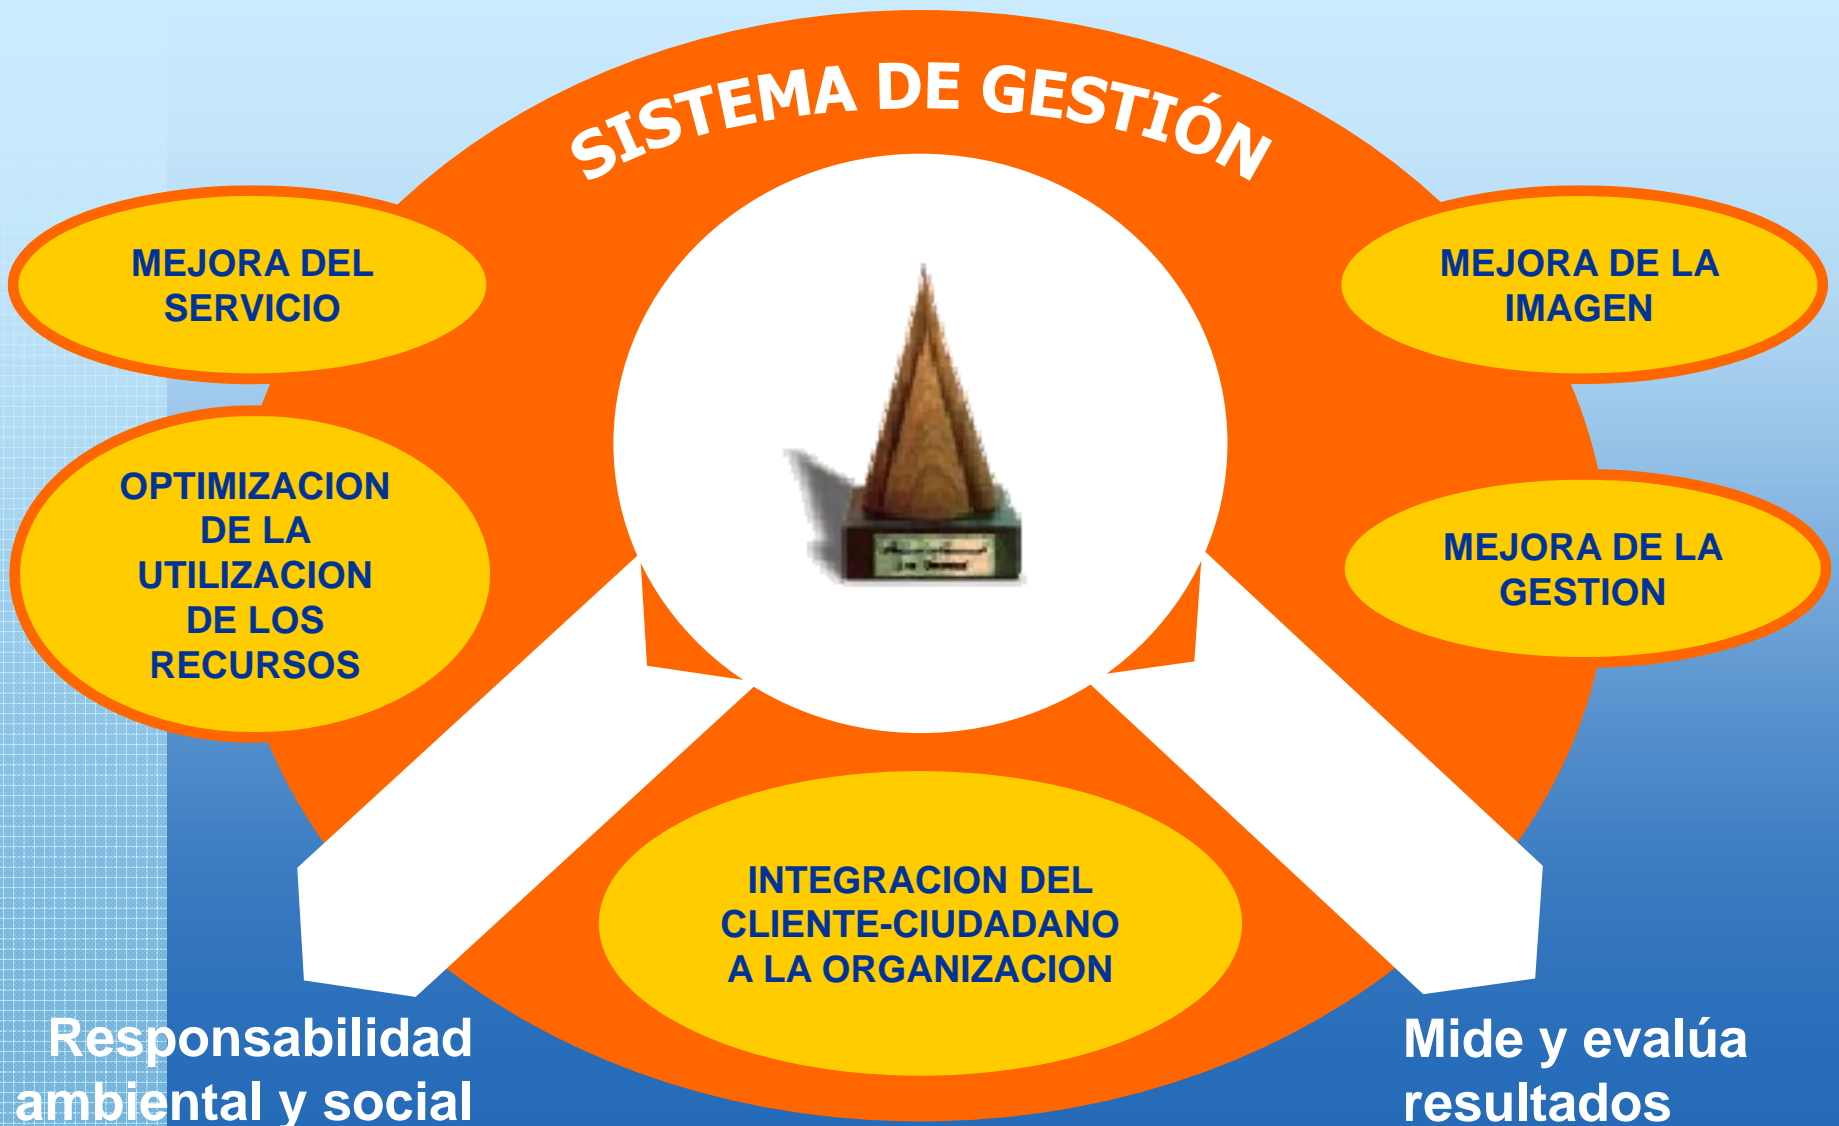 SISTEMA DE GESTIÓN
MEJORA DEL
SERVICIO
MEJORA DE LA
IMAGEN
OPTIMIZACION
DE LA
UTILIZACION
DE LOS
RECURSOS
MEJORA DE LA
GESTION
INTEGRACION DEL
CLIENTE-CIUDADANO
A LA ORGANIZACION
Responsabilidad
ambiental y social
Mide y evalúa
resultados